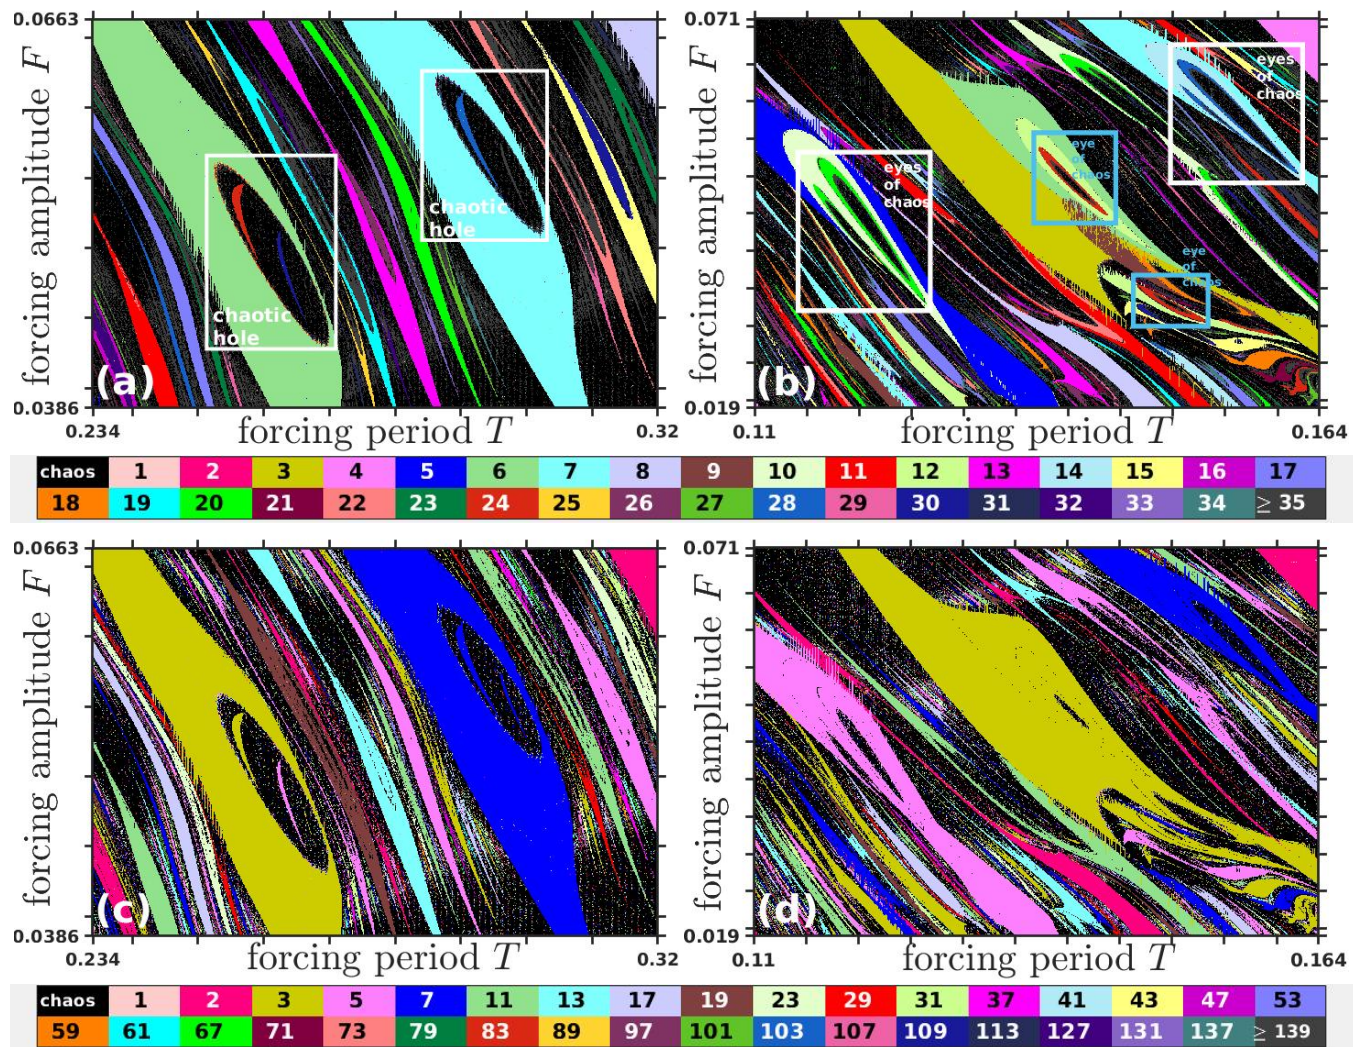 0.0663
forcing amplitude F
chaotic
hole
chaotic
hole
(a)
0.0386
0.234
forcing period T
0.32
0.071
forcing amplitude F
eyes
of
chaos
eye
of
chaos
eyes
of
chaos
eye
of
chaos
(b)
0.019
0.11
forcing period T
0.164
chaos 1 2 3 4 5 6 7 8 9 10 11 12 13 14 15 16 17
18 19 20 21 22 23 24 25 26 27 28 29 30 31 32 33 34 ≥ 35
0.0663
forcing amplitude F
(c)
0.0386
0.234
forcing period T
0.32
0.071
forcing amplitude F
(d)
0.019
0.11
forcing period T
0.164
chaos 1 2 3 5 7 11 13 17 19 23 29 31 37 41 43 47 53
59 61 67 71 73 79 83 89 97 101 103 107 109 113 127 131 137 ≥ 139